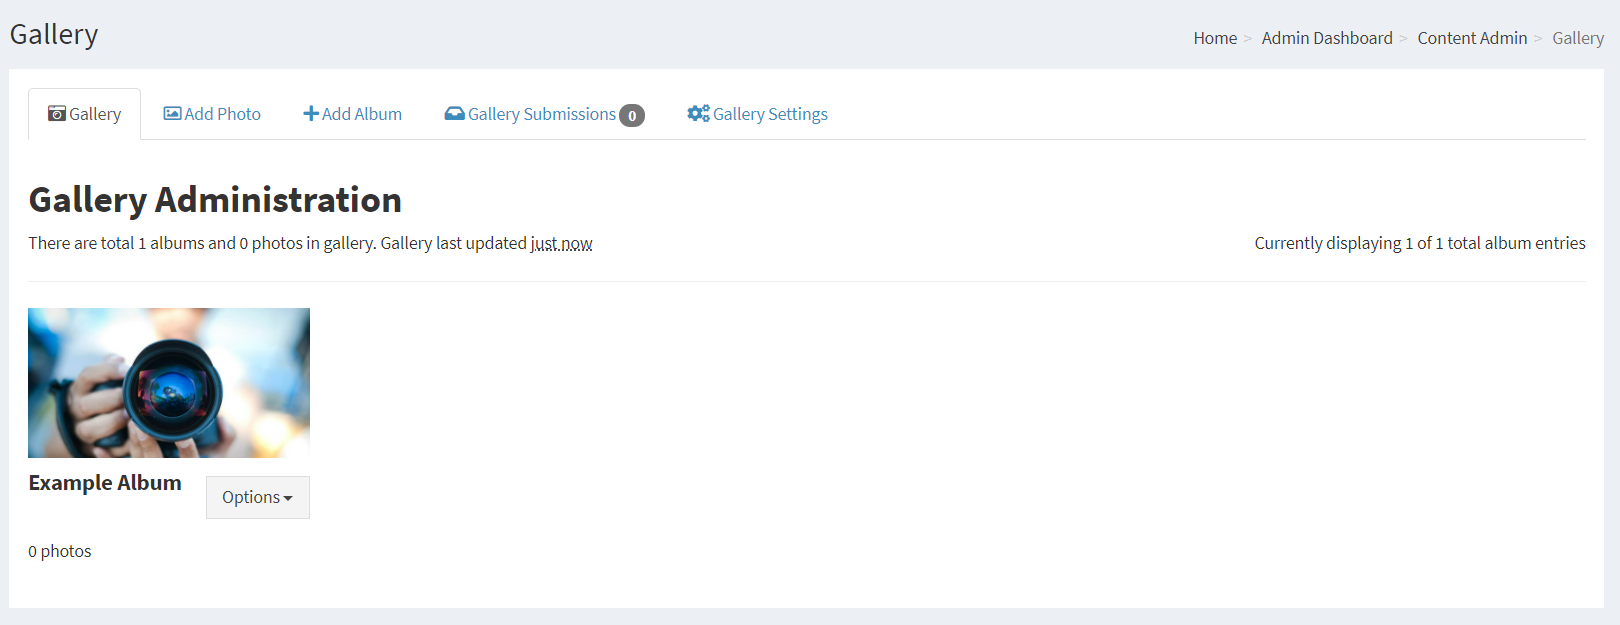 Gallery
Home > Admin Dashboard > Content Admin > Gallery
Gallery Add Photo Add Album Gallery Submissions 0 Gallery Settings
Gallery Administration
There are total 1 albums and 0 photos in gallery. Gallery last updated just now
Currently displaying 1 of 1 total album entries
Example Album
Options
0 photos